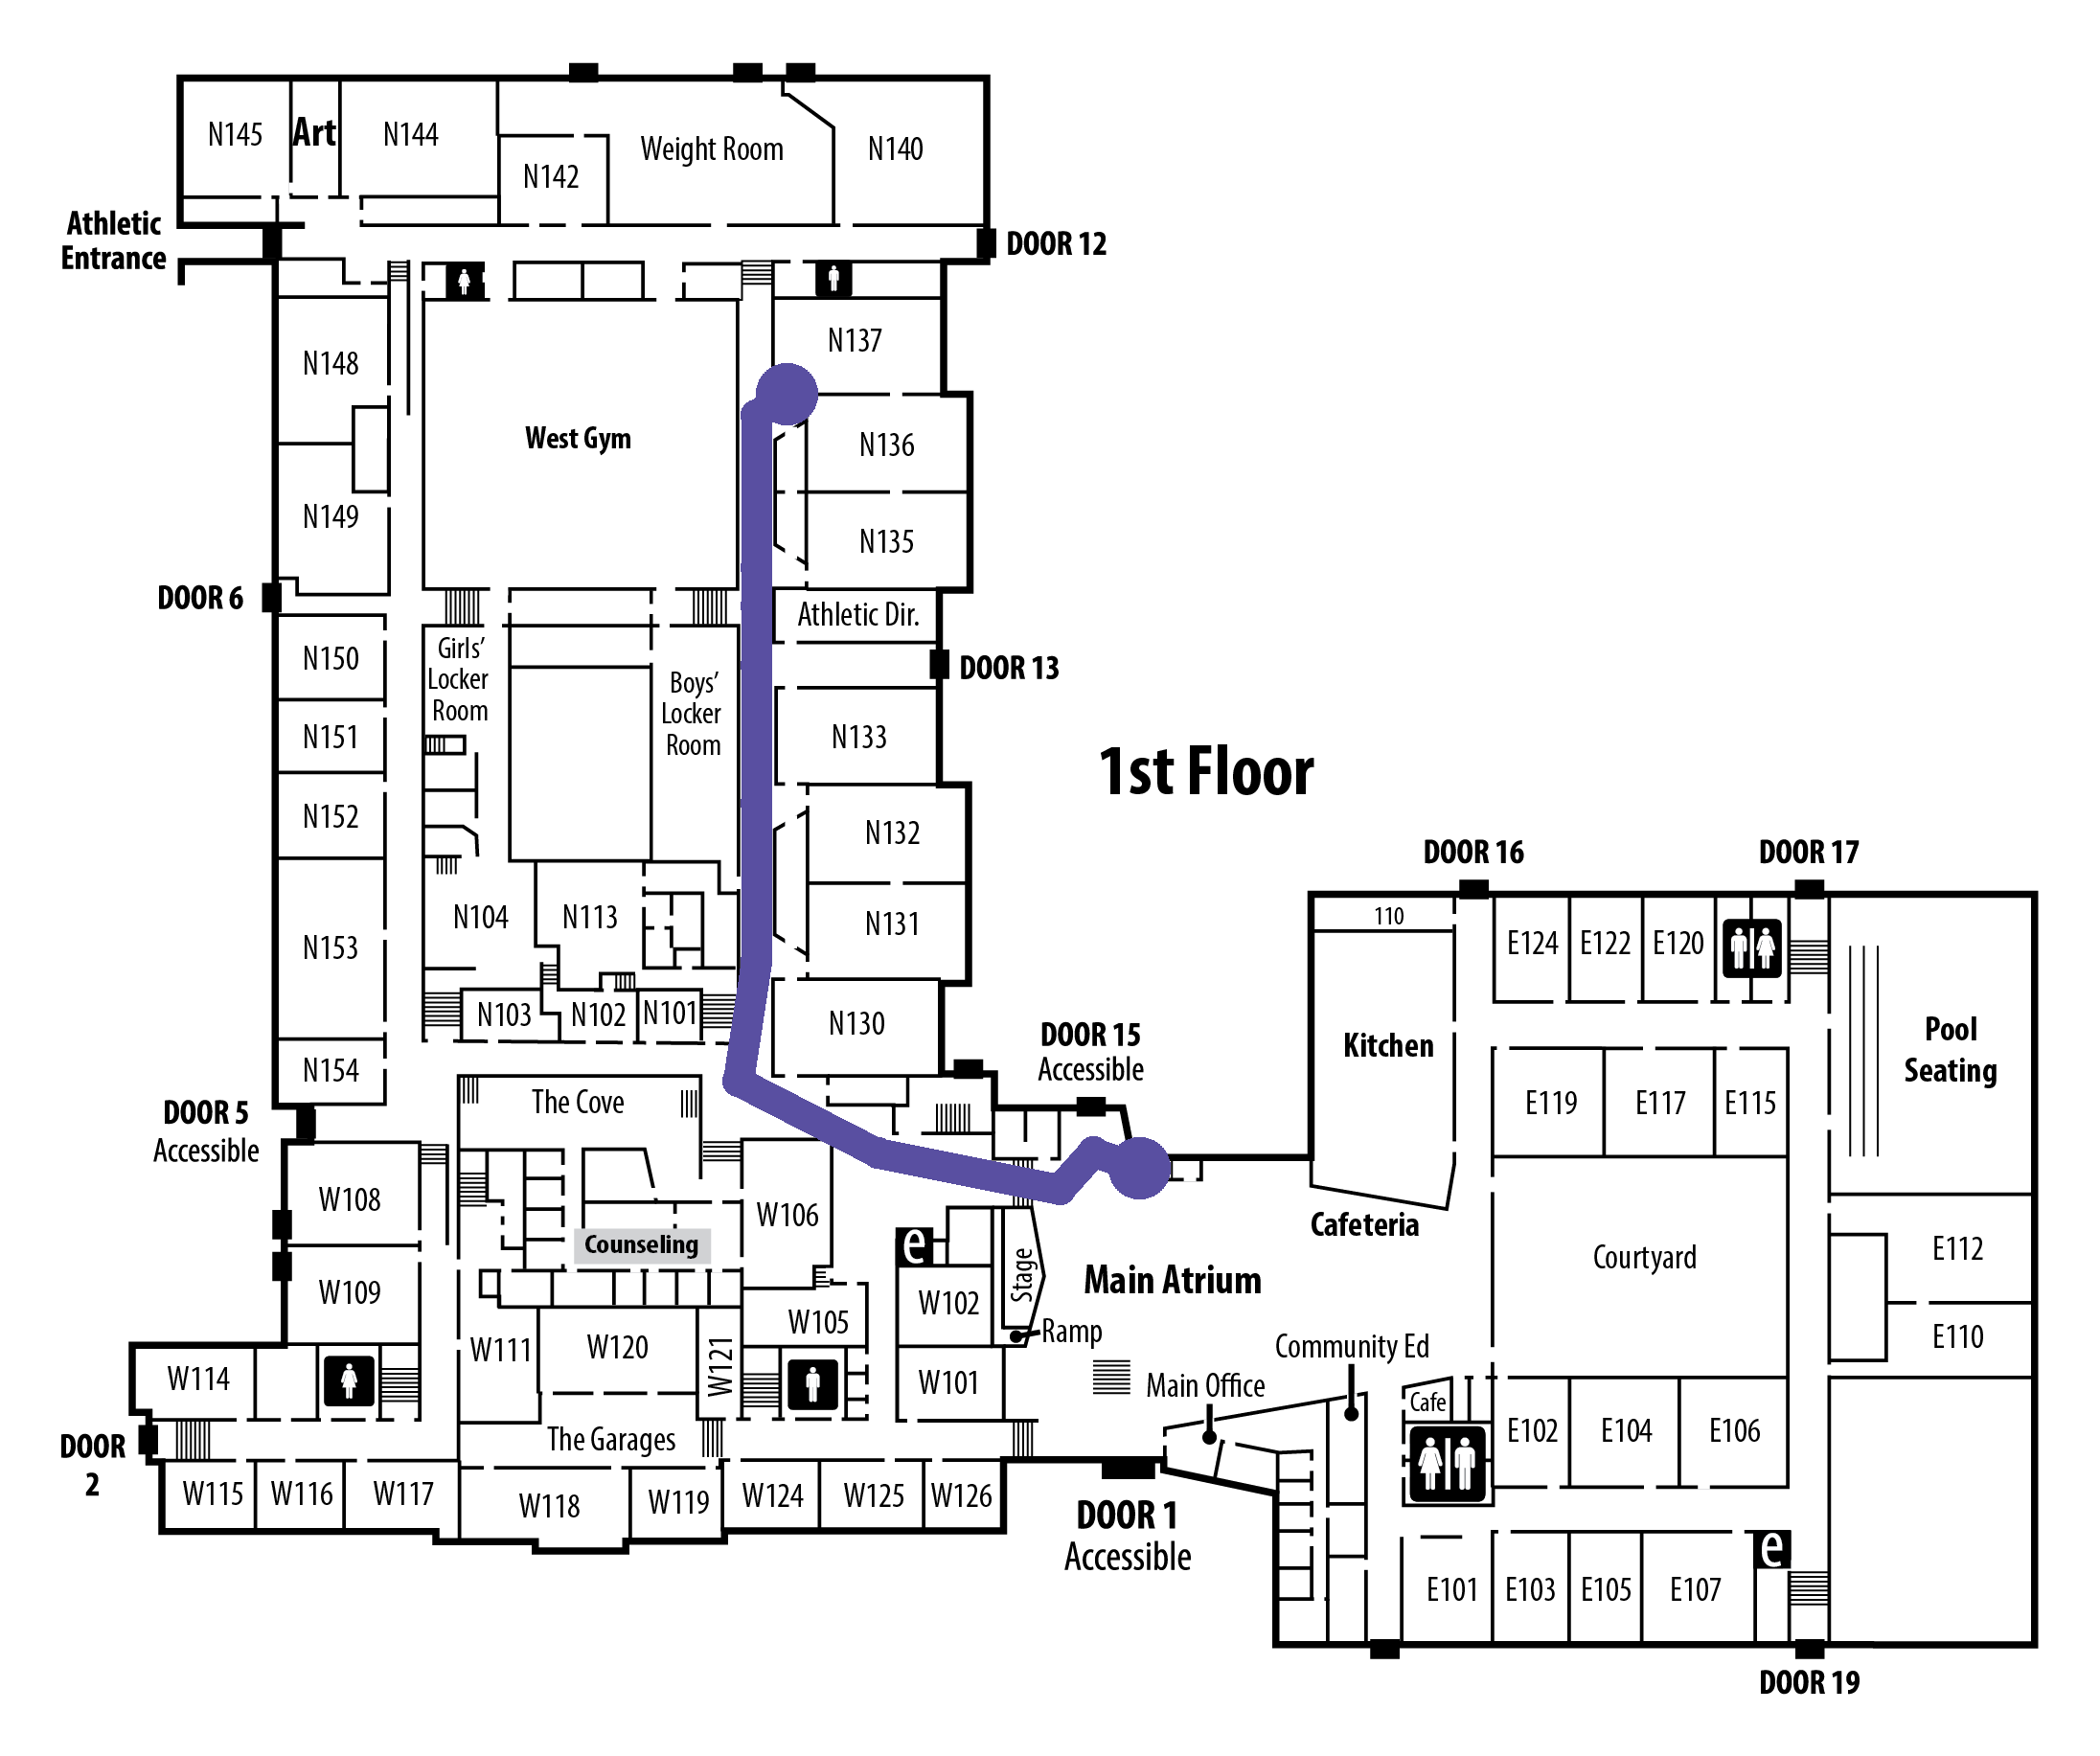 N145
Art
N144
N142
Weight Room
N140
Athletic
Entrance
DOOR 12
N148
N137
West Gym
N136
N149
N135
DOOR 6
Athletic Dir.
N150
Girls'
Locker
Room
Boys'
Locker
Room
DOOR 13
N151
N133
1st Floor
N152
N132
DOOR 16
DOOR 17
N153
N104
N113
N131
110
E124
E122
E120
N103
N102
N101
N130
DOOR 15
Accessible
Kitchen
Pool
Seating
N154
The Cove
E119
E117
E115
DOOR 5
Accessible
W108
W106
Cafeteria
Counseling
e
Stage
Main Atrium
Courtyard
E112
W109
W102
W105
Ramp
E110
W111
W120
W121
Community Ed
W114
W101
Main Office
Cafe
The Garages
E102
E104
E106
DOOR
2
W115
W116
W117
W118
W119
W124
W125
W126
DOOR 1
Accessible
e
E101
E103
E105
E107
DOOR 19